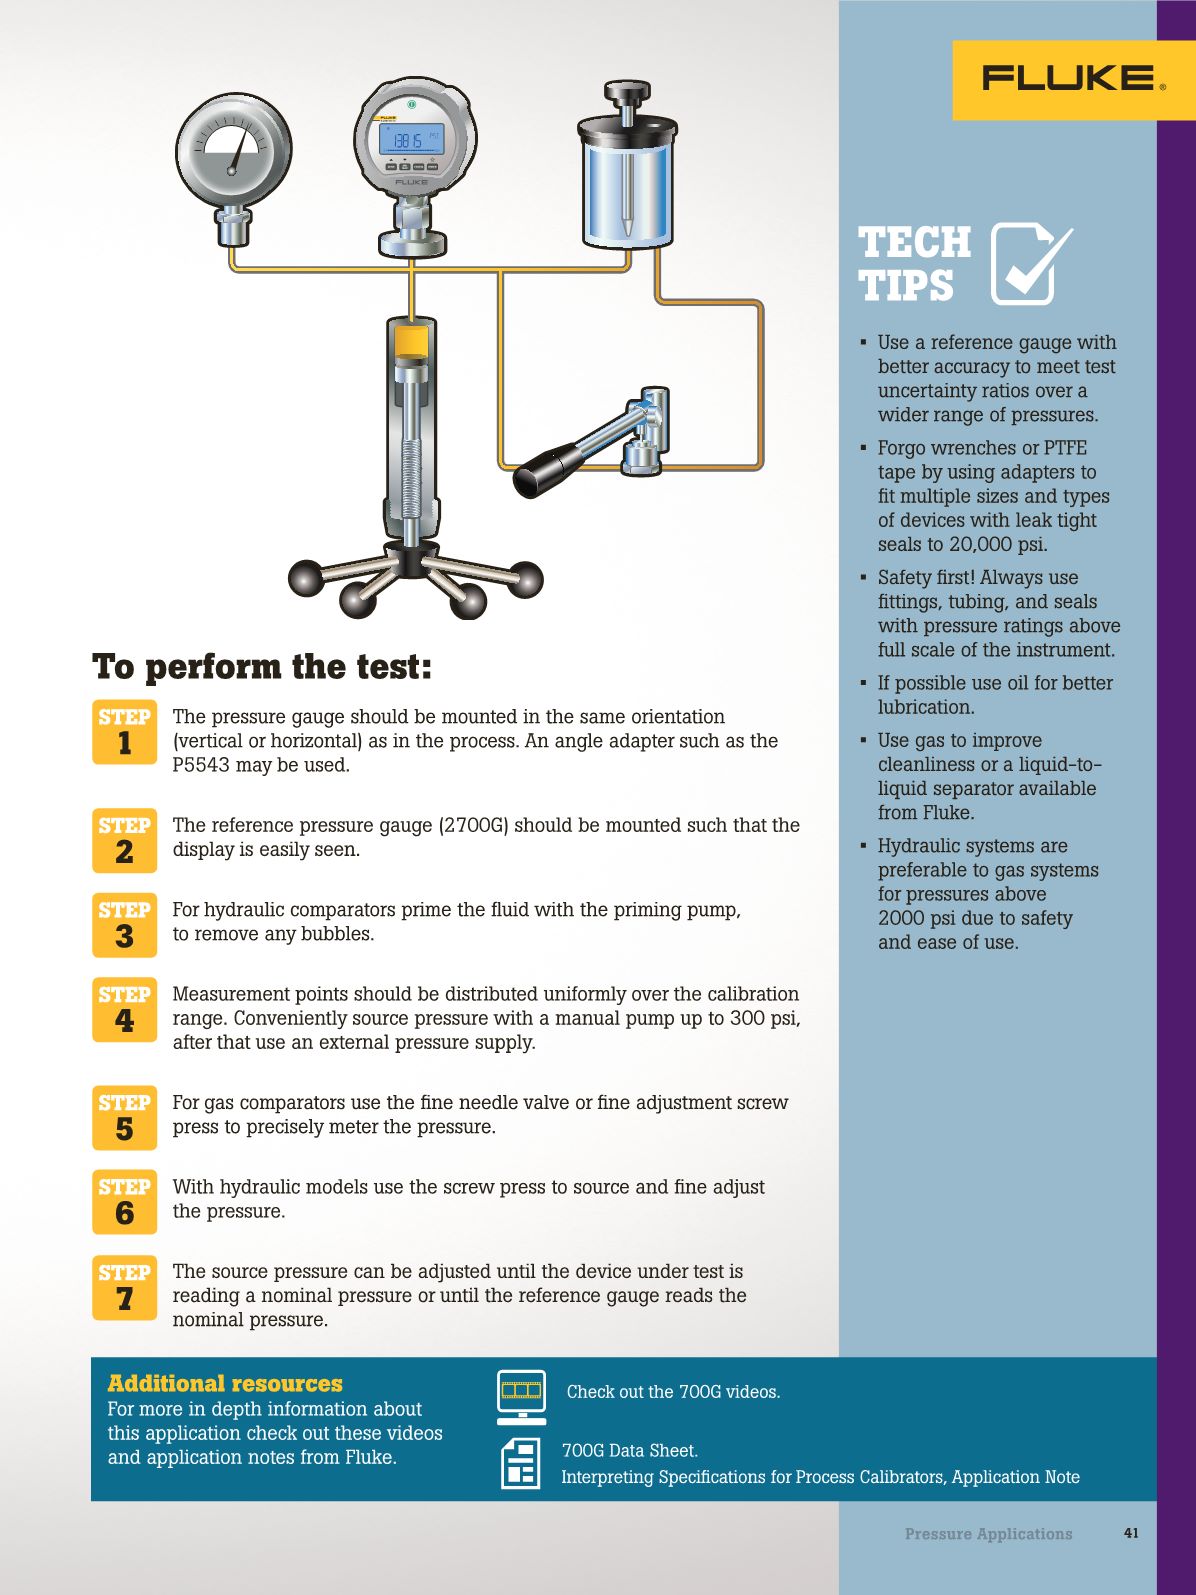 FLUKE®
FLUKE
13815 PSI
FLUKE
TECH
TIPS
▪ Use a reference gauge with
better accuracy to meet test
uncertainty ratios over a
wider range of pressures.
▪ Forgo wrenches or PTFE
tape by using adapters to
fit multiple sizes and types
of devices with leak tight
seals to 20,000 psi.
▪ Safety first! Always use
fittings, tubing, and seals
with pressure ratings above
full scale of the instrument.
▪ If possible use oil for better
lubrication.
▪ Use gas to improve
cleanliness or a liquid-to-
liquid separator available
from Fluke.
▪ Hydraulic systems are
preferable to gas systems
for pressures above
2000 psi due to safety
and ease of use.
To perform the test:
STEP
1
The pressure gauge should be mounted in the same orientation
(vertical or horizontal) as in the process. An angle adapter such as the
P5543 may be used.
STEP
2
The reference pressure gauge (2700G) should be mounted such that the
display is easily seen.
STEP
3
For hydraulic comparators prime the fluid with the priming pump,
to remove any bubbles.
STEP
4
Measurement points should be distributed uniformly over the calibration
range. Conveniently source pressure with a manual pump up to 300 psi,
after that use an external pressure supply.
STEP
5
For gas comparators use the fine needle valve or fine adjustment screw
press to precisely meter the pressure.
STEP
6
With hydraulic models use the screw press to source and fine adjust
the pressure.
STEP
7
The source pressure can be adjusted until the device under test is
reading a nominal pressure or until the reference gauge reads the
nominal pressure.
Additional resources
For more in depth information about
this application check out these videos
and application notes from Fluke.
Check out the 700G videos.
700G Data Sheet.
Interpreting Specifications for Process Calibrators, Application Note
Pressure Applications 41